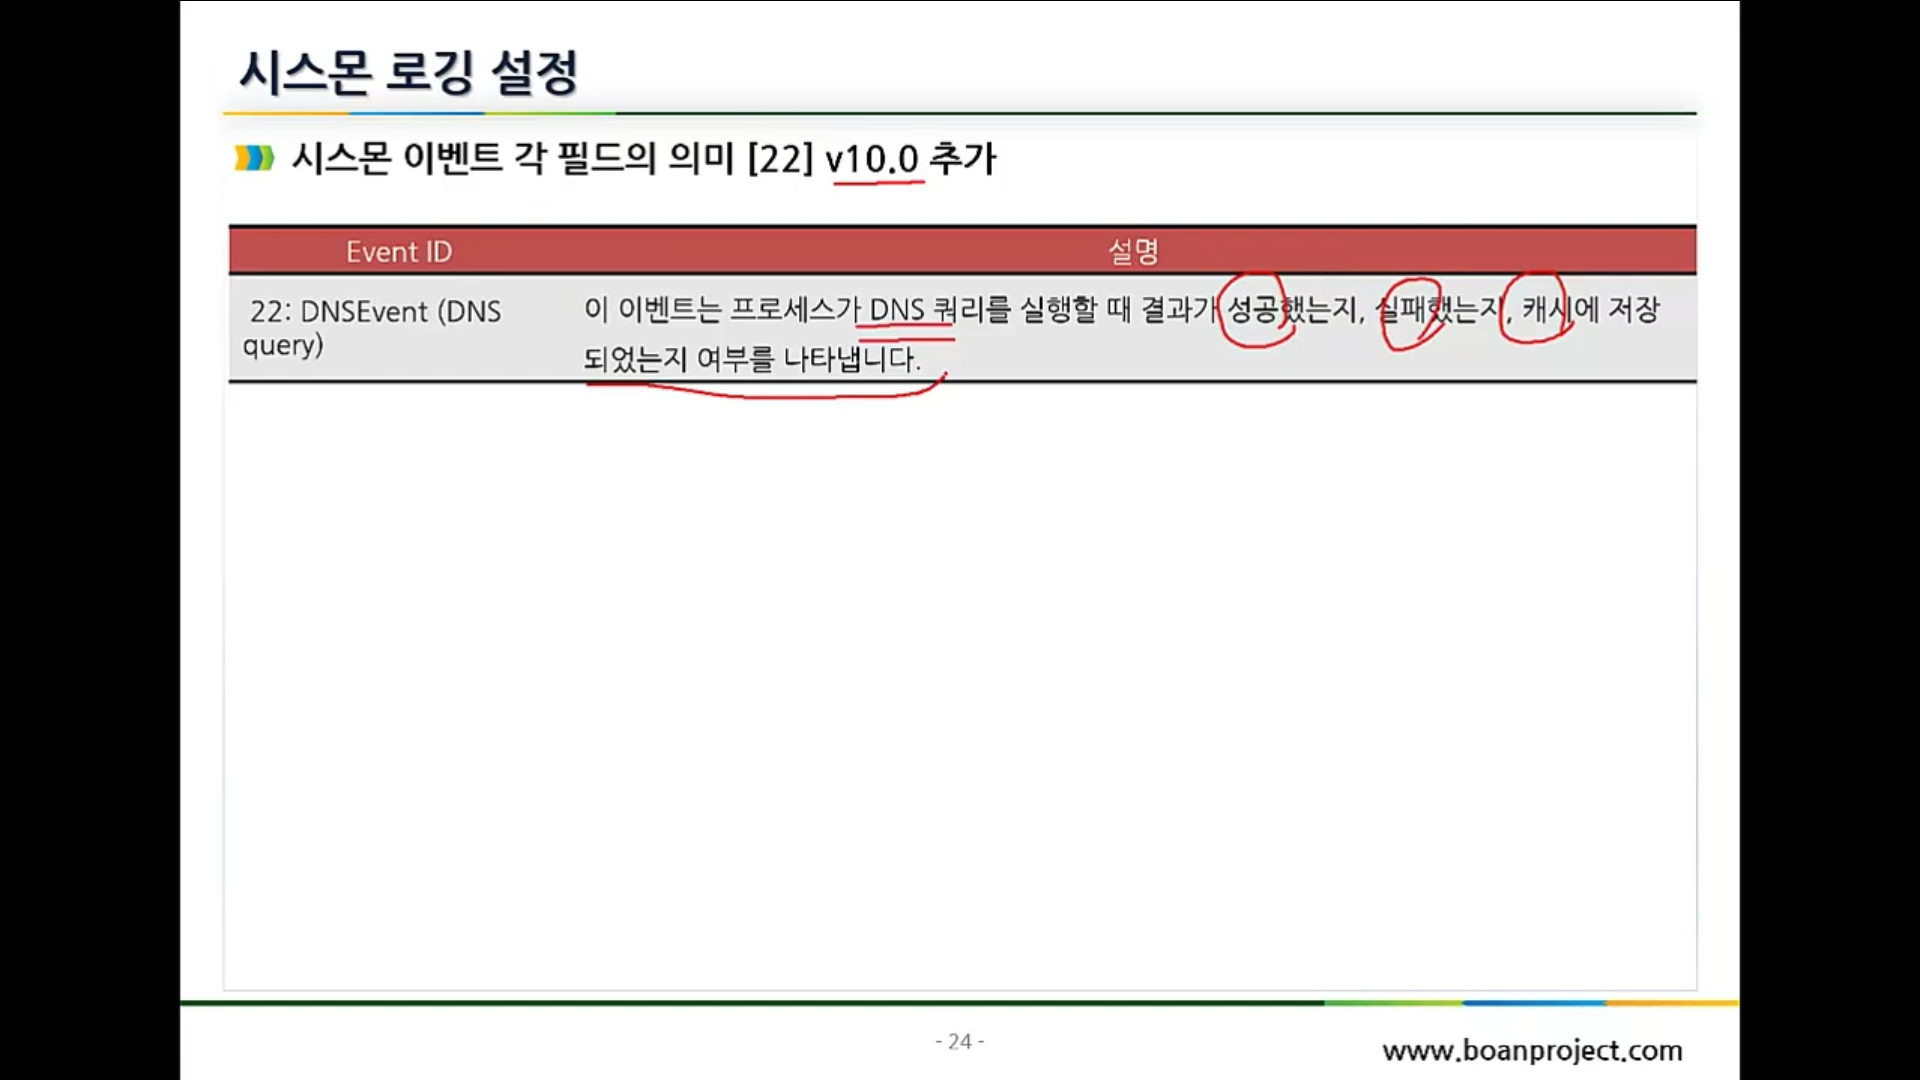 시스몬 로깅 설정
시스몬 이벤트 각 필드의 의미 [22] v10.0 추가
Event ID
설명
22: DNSEvent (DNS
query)
이 이벤트는 프로세스가 DNS 쿼리를 실행할 때 결과가 성공했는지, 실패했는지, 캐시에 저장
되었는지 여부를 나타냅니다.
- 24 -
www.boanproject.com